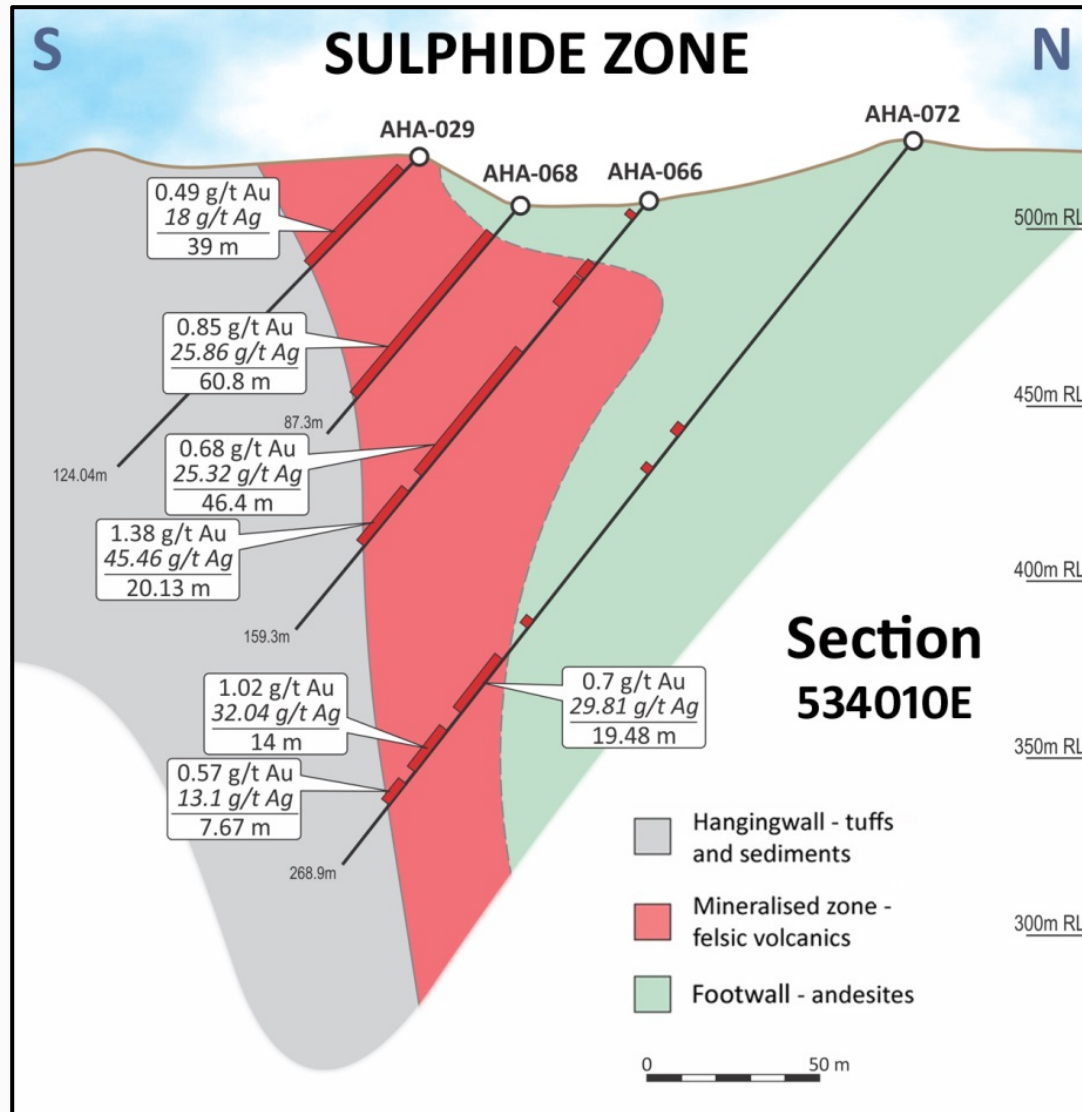 S
SULPHIDE ZONE
N
AHA-029
AHA-068
AHA-066
AHA-072
0.49 g/t Au
18 g/t Ag
39 m
500m RL
0.85 g/t Au
25.86 g/t Ag
60.8 m
87.3m
450m RL
124.04m
0.68 g/t Au
25.32 g/t Ag
46.4 m
1.38 g/t Au
45.46 g/t Ag
20.13 m
400m RL
159.3m
Section
534010E
1.02 g/t Au
32.04 g/t Ag
14 m
0.7 g/t Au
29.81 g/t Ag
19.48 m
350m RL
0.57 g/t Au
13.1 g/t Ag
7.67 m
268.9m
Hangingwall - tuffs
and sediments
Mineralised zone -
felsic volcanics
300m RL
Footwall - andesites
0 50 m